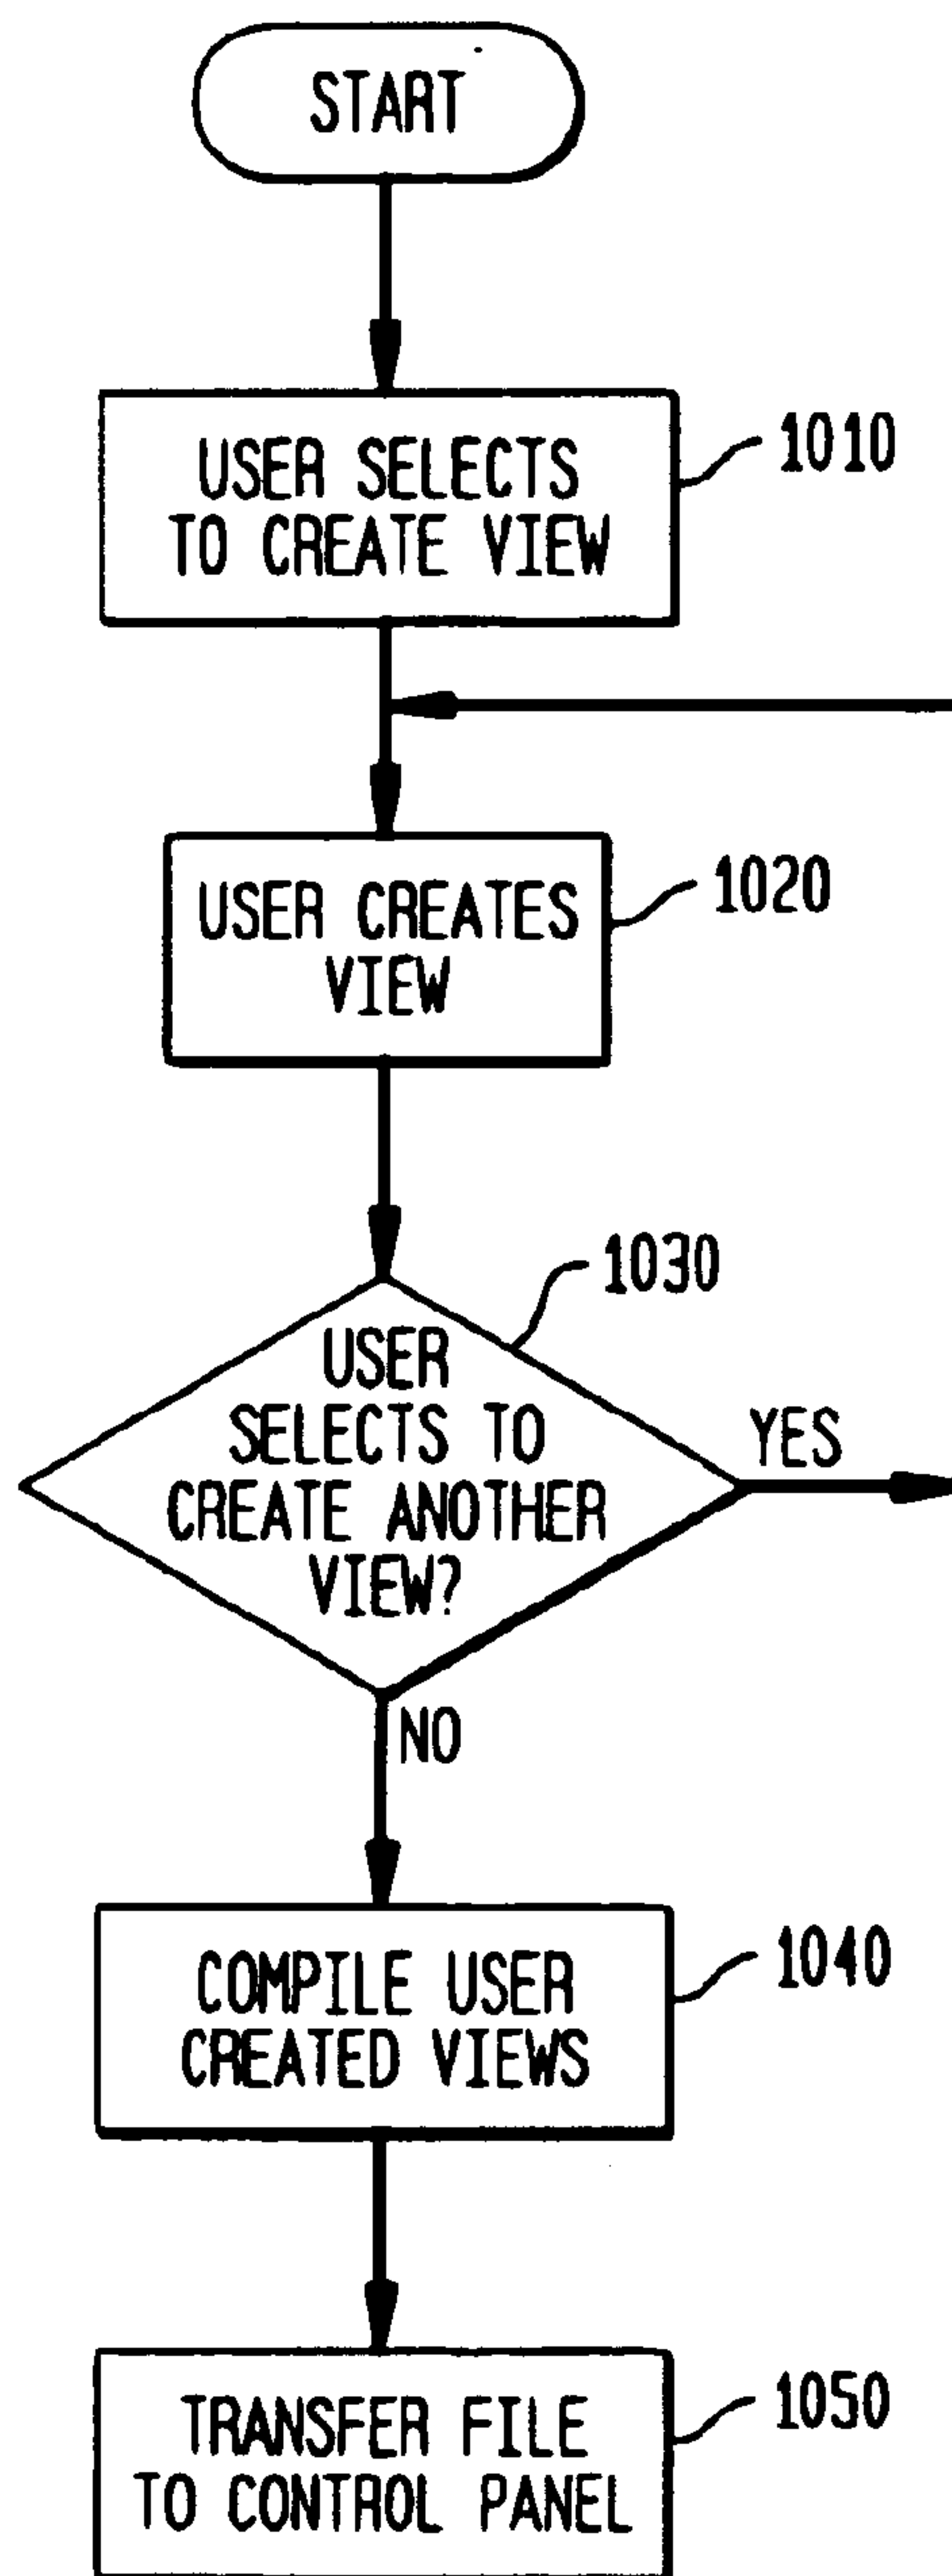 START
USER SELECTS
TO CREATE VIEW
1010
USER CREATES
VIEW
1020
1030
USER
SELECTS TO
CREATE ANOTHER
VIEW?
YES
NO
COMPILE USER
CREATED VIEWS
1040
TRANSFER FILE
TO CONTROL PANEL
1050